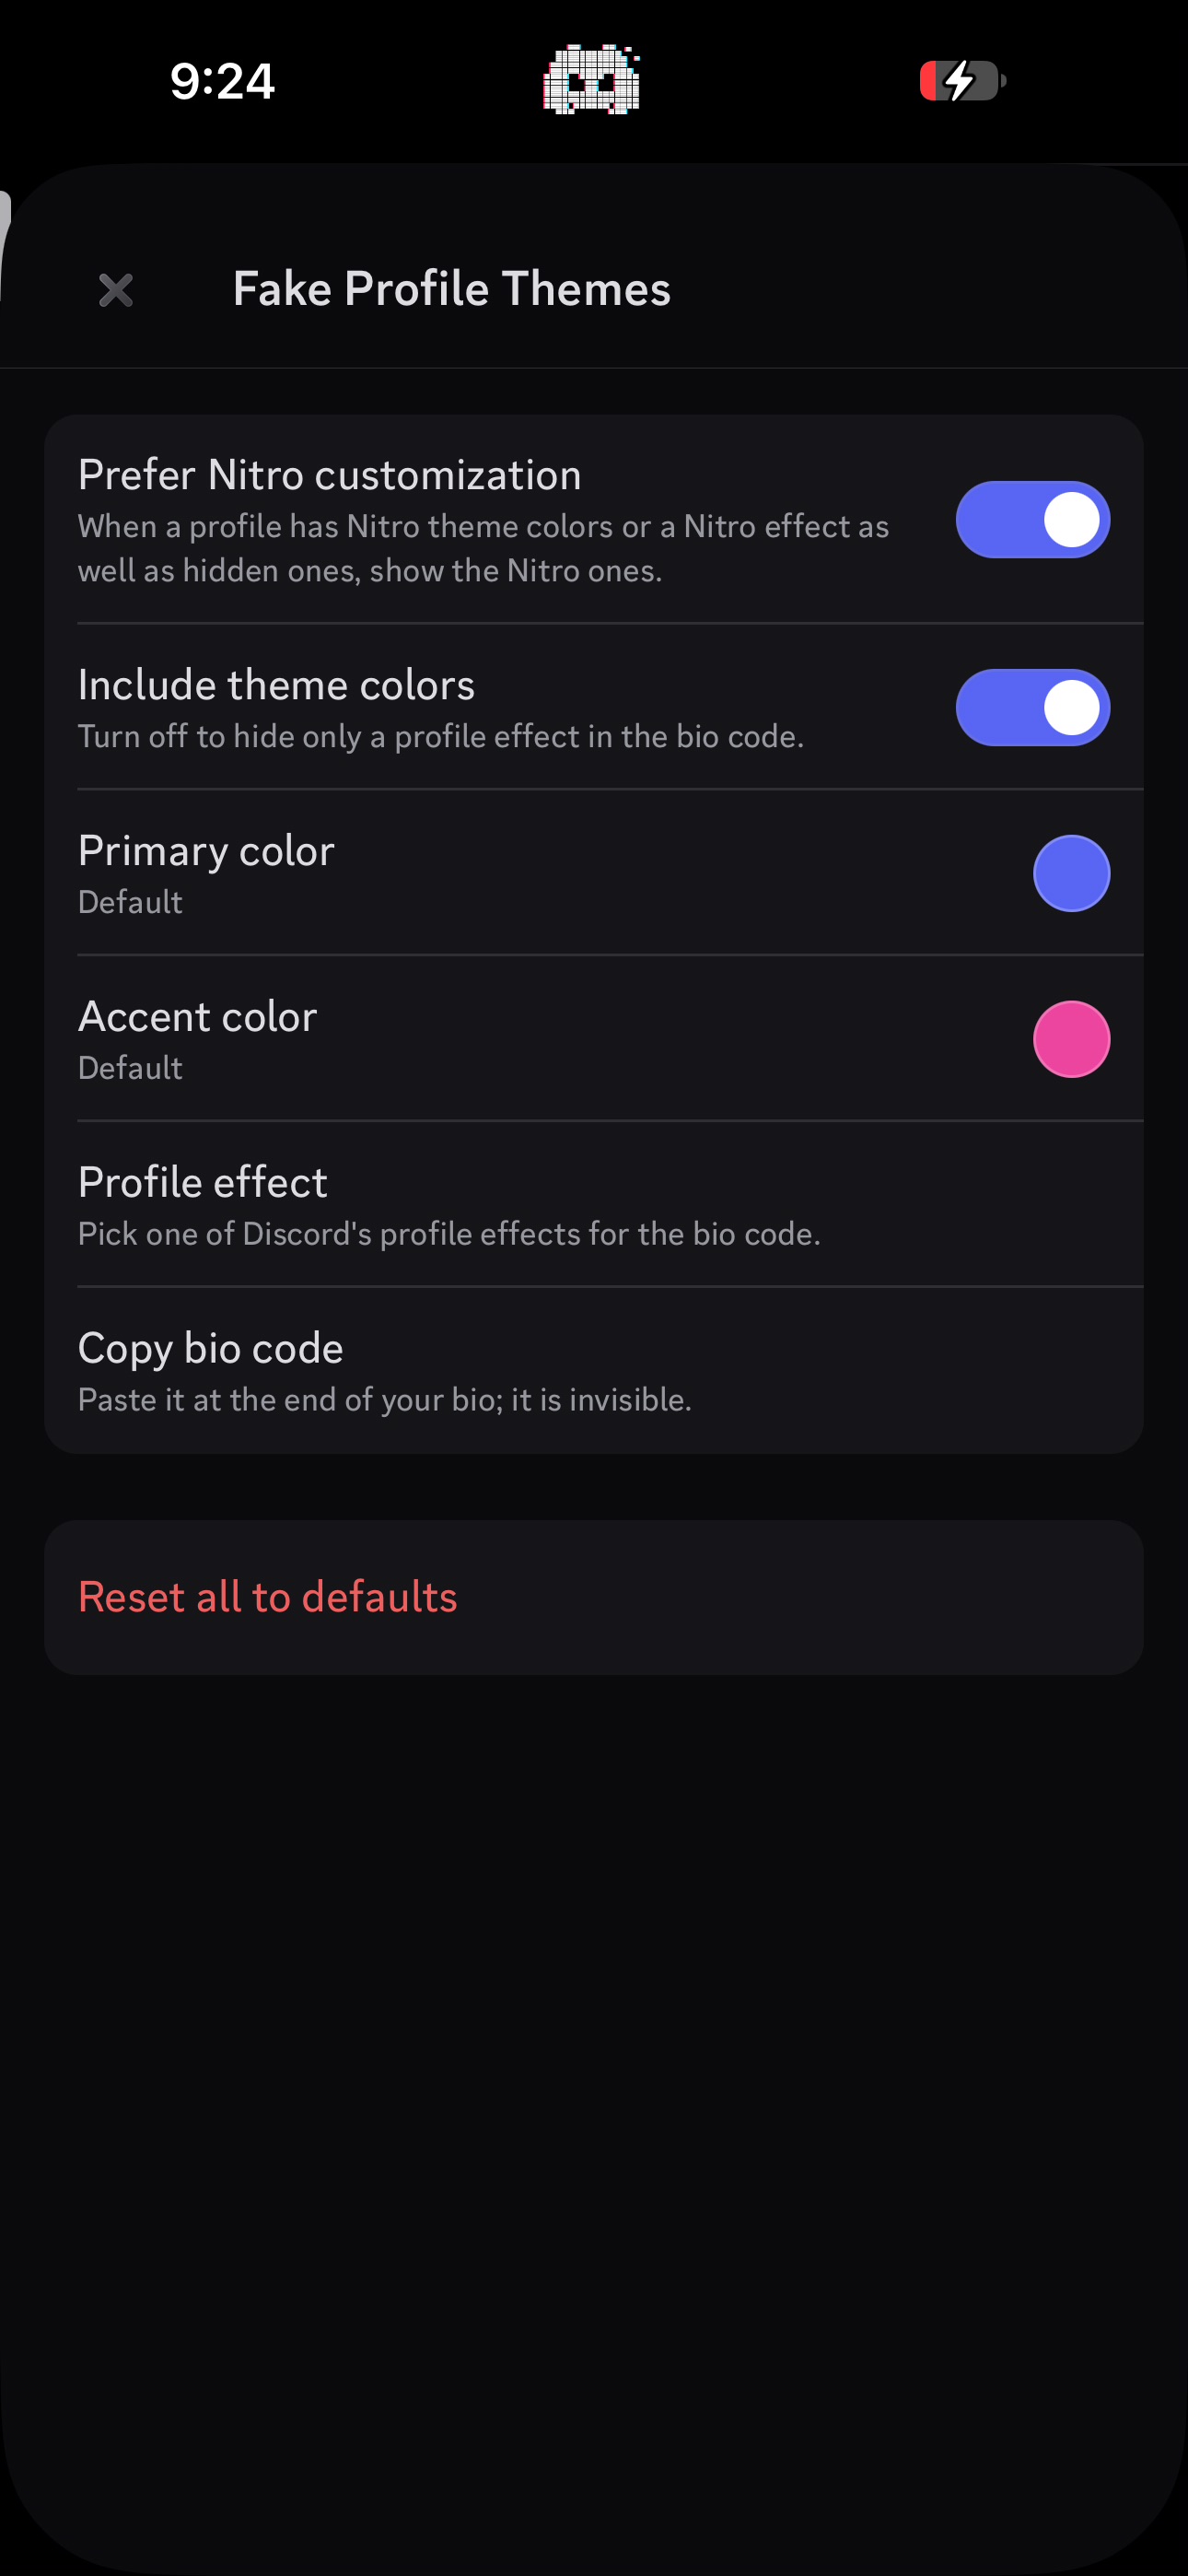 9:24
Fake Profile Themes
Prefer Nitro customization
When a profile has Nitro theme colors or a Nitro effect as
well as hidden ones, show the Nitro ones.
Include theme colors
Turn off to hide only a profile effect in the bio code.
Primary color
Default
Accent color
Default
Profile effect
Pick one of Discord's profile effects for the bio code.
Copy bio code
Paste it at the end of your bio; it is invisible.
Reset all to defaults